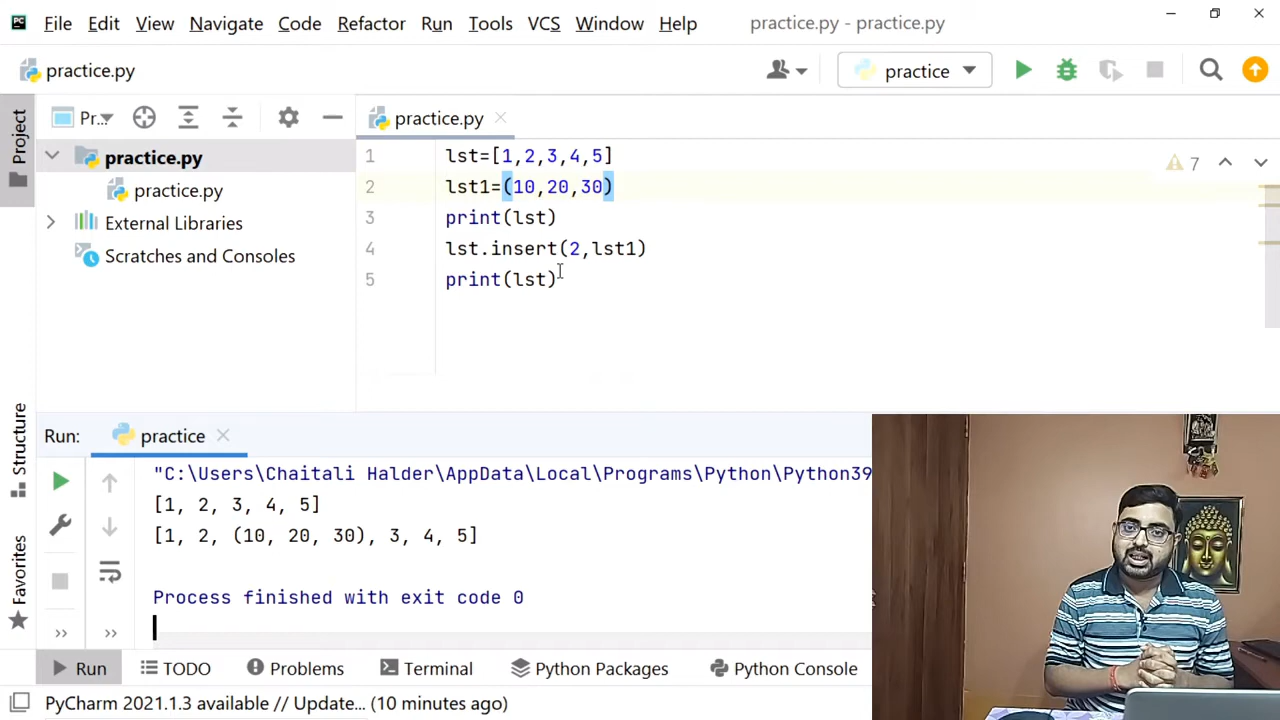 File Edit View Navigate Code Refactor Run Tools VCS Window Help practice.py - practice.py
practice.py practice
Project
Pr...
practice.py
practice.py
practice.py
External Libraries
Scratches and Consoles
1 lst=[1,2,3,4,5]
2 lst1=(10,20,30)
3 print(lst)
4 lst.insert(2,lst1)
5 print(lst)
7
Structure
Favorites
Run: practice
"C:\Users\Chaitali Halder\AppData\Local\Programs\Python\Python39
[1, 2, 3, 4, 5]
[1, 2, (10, 20, 30), 3, 4, 5]
Process finished with exit code 0
Run TODO Problems Terminal Python Packages Python Console
PyCharm 2021.1.3 available // Update... (10 minutes ago)